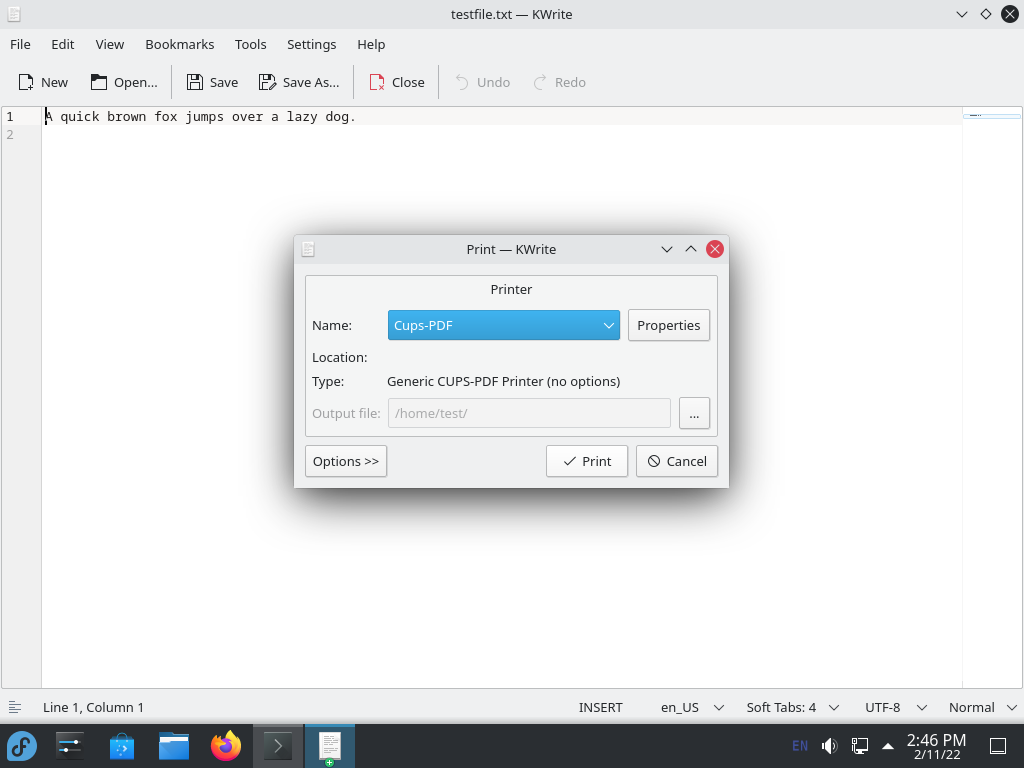 testfile.txt — KWrite
File Edit View Bookmarks Tools Settings Help
New Open... Save Save As... Close Undo Redo
1 A quick brown fox jumps over a lazy dog.
2
Print — KWrite
Printer
Name: Cups-PDF Properties
Location:
Type: Generic CUPS-PDF Printer (no options)
Output file: /home/test/ ...
Options >> Print Cancel
Line 1, Column 1 INSERT en_US Soft Tabs: 4 UTF-8 Normal
EN 2:46 PM
2/11/22